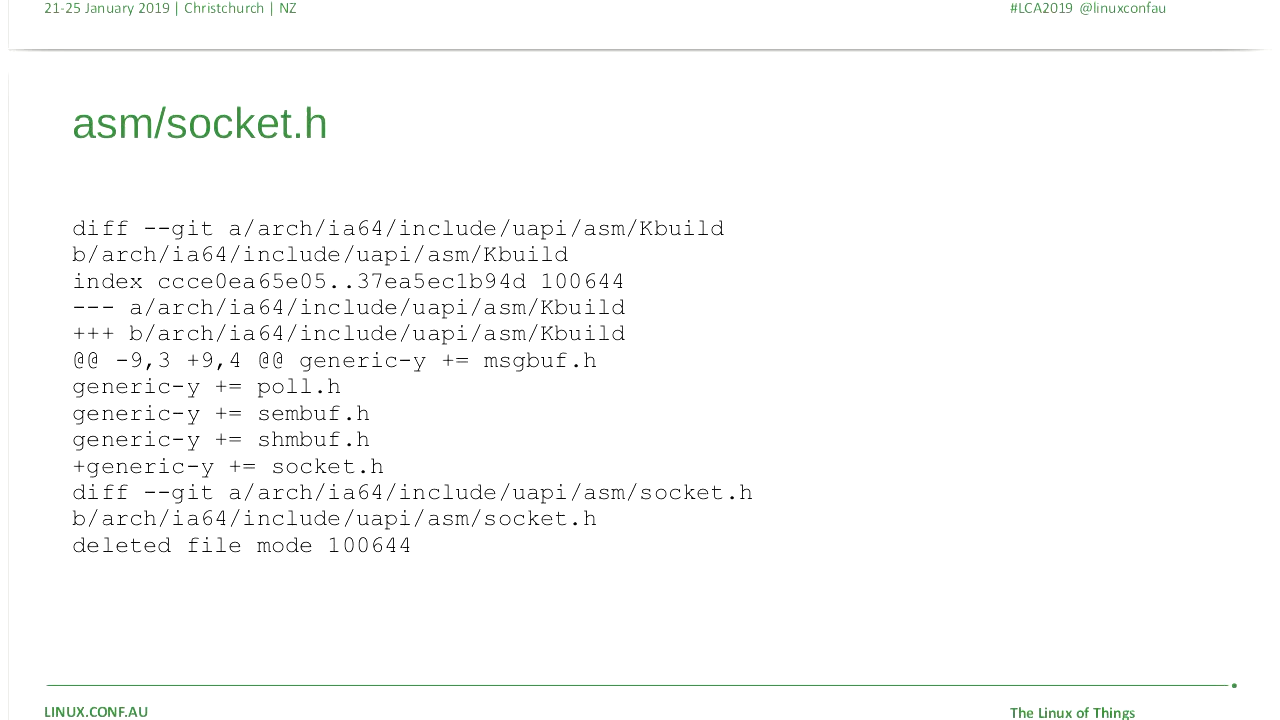 21-25 January 2019 | Christchurch | NZ
#LCA2019 @linuxconfau
asm/socket.h
diff --git a/arch/ia64/include/uapi/asm/Kbuild
b/arch/ia64/include/uapi/asm/Kbuild
index ccce0ea65e05..37ea5ec1b94d 100644
--- a/arch/ia64/include/uapi/asm/Kbuild
+++ b/arch/ia64/include/uapi/asm/Kbuild
@@ -9,3 +9,4 @@ generic-y += msgbuf.h
generic-y += poll.h
generic-y += sembuf.h
generic-y += shmbuf.h
+generic-y += socket.h
diff --git a/arch/ia64/include/uapi/asm/socket.h
b/arch/ia64/include/uapi/asm/socket.h
deleted file mode 100644
LINUX.CONF.AU
The Linux of Things